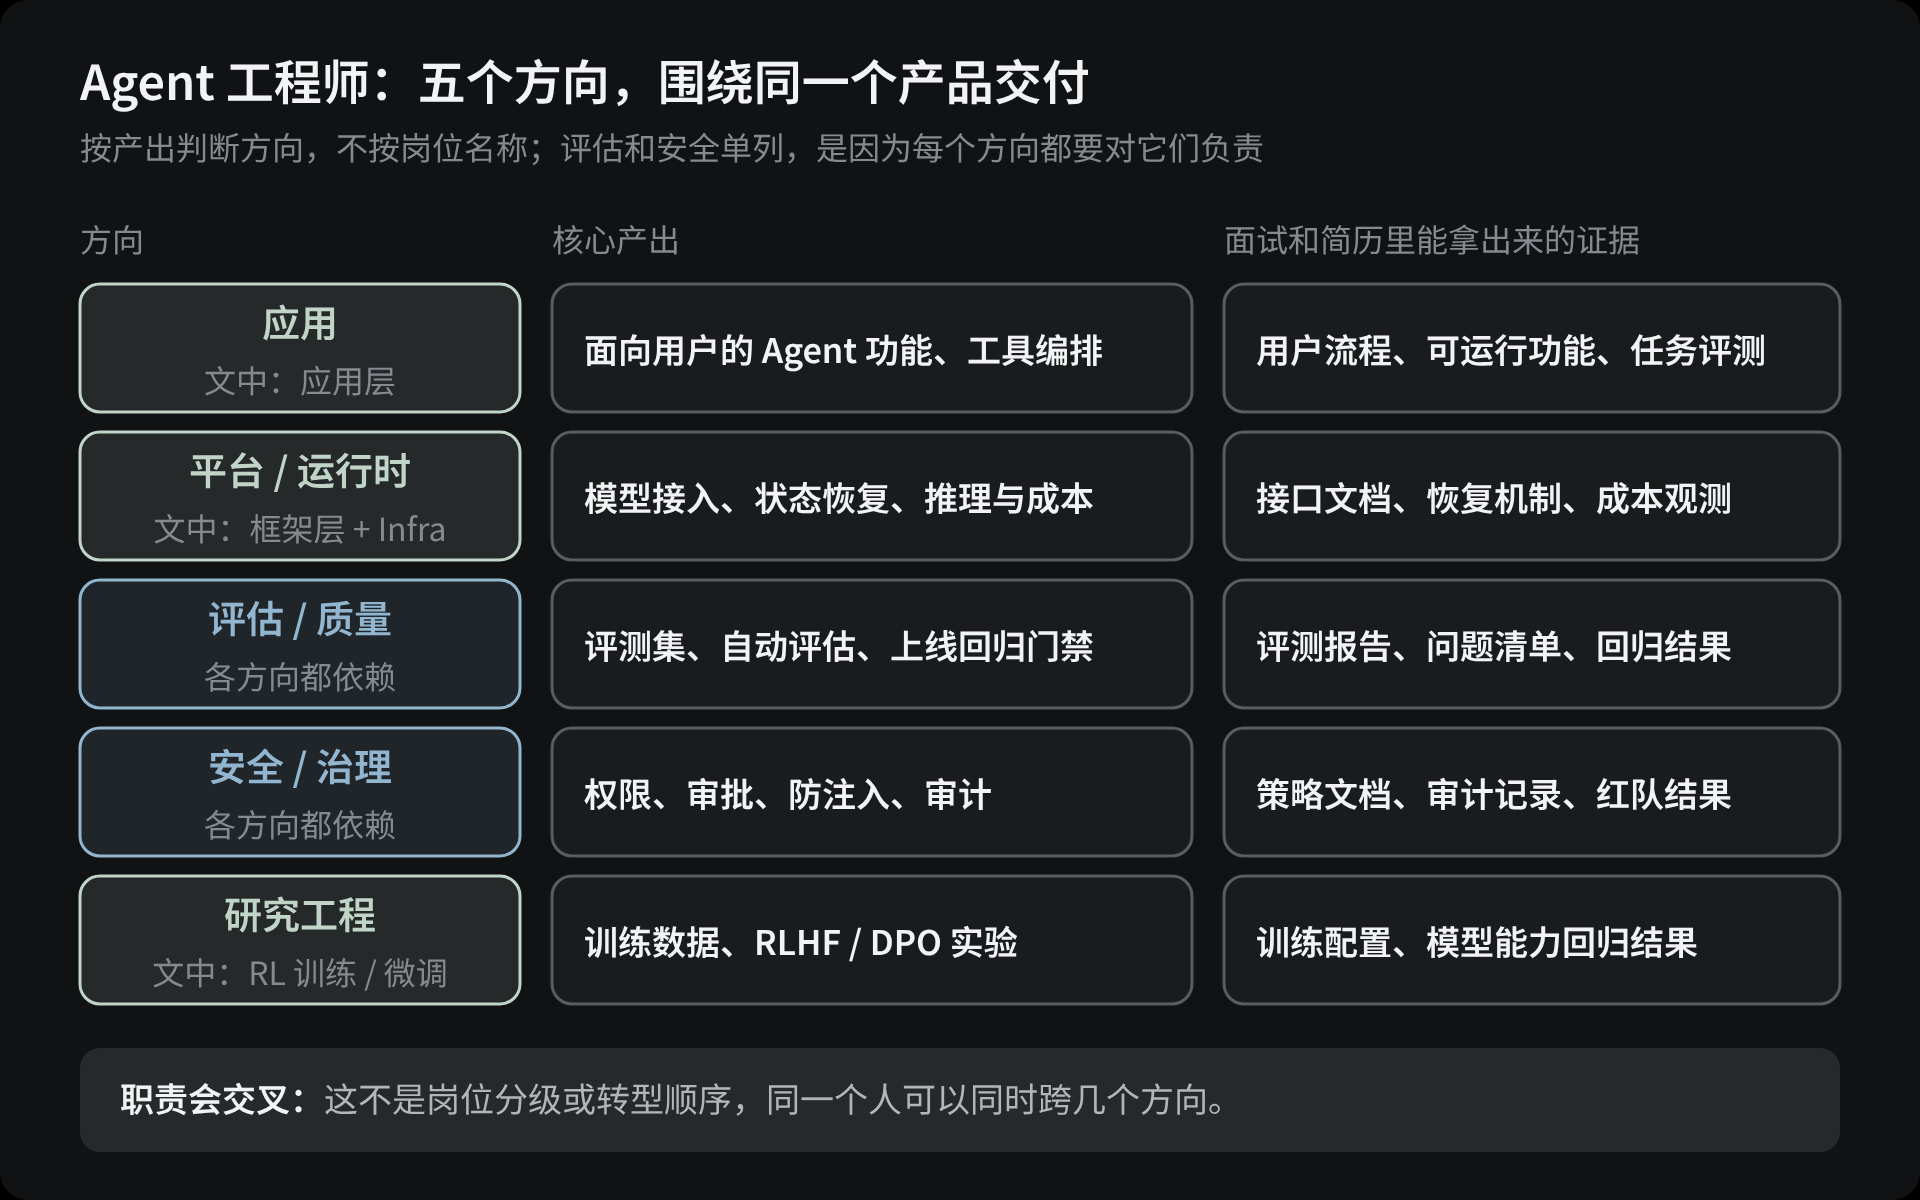 Agent 工程师：五个方向，围绕同一个产品交付
按产出判断方向，不按岗位名称；评估和安全单列，是因为每个方向都要对它们负责
方向
核心产出
面试和简历里能拿出来的证据
应用
文中：应用层
面向用户的 Agent 功能、工具编排
用户流程、可运行功能、任务评测
平台 / 运行时
文中：框架层 + Infra
模型接入、状态恢复、推理与成本
接口文档、恢复机制、成本观测
评估 / 质量
各方向都依赖
评测集、自动评估、上线回归门禁
评测报告、问题清单、回归结果
安全 / 治理
各方向都依赖
权限、审批、防注入、审计
策略文档、审计记录、红队结果
研究工程
文中：RL 训练 / 微调
训练数据、RLHF / DPO 实验
训练配置、模型能力回归结果
职责会交叉：这不是岗位分级或转型顺序，同一个人可以同时跨几个方向。